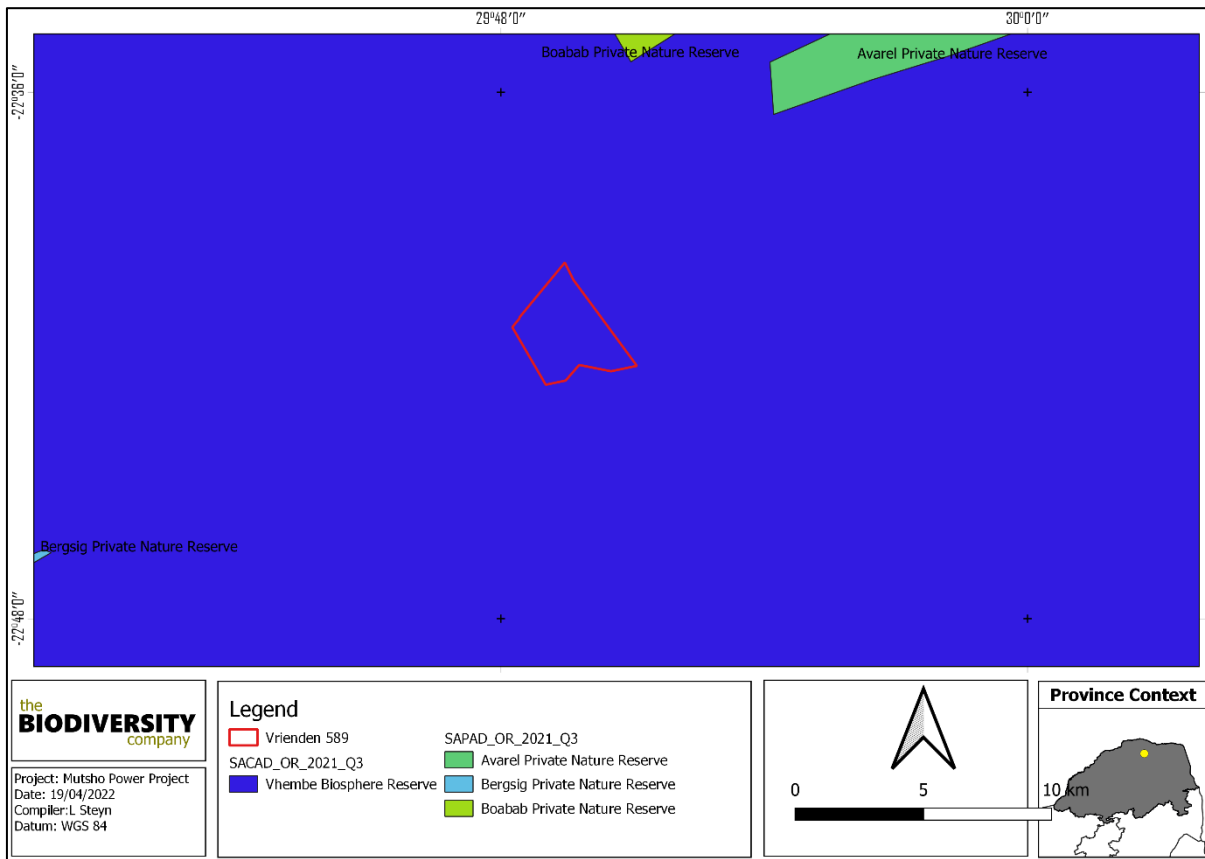 29°48'0"
30°0'0"
-22°36'0"
Boabab Private Nature Reserve
Avarel Private Nature Reserve
Bergsig Private Nature Reserve
-22°48'0"
the
BIODIVERSITY
company
Project: Mutsho Power Project
Date: 19/04/2022
Compiler:L Steyn
Datum: WGS 84
Legend
Vrienden 589
SACAD_OR_2021_Q3
Vhembe Biosphere Reserve
SAPAD_OR_2021_Q3
Avarel Private Nature Reserve
Bergsig Private Nature Reserve
Boabab Private Nature Reserve
0 5 10 km
Province Context